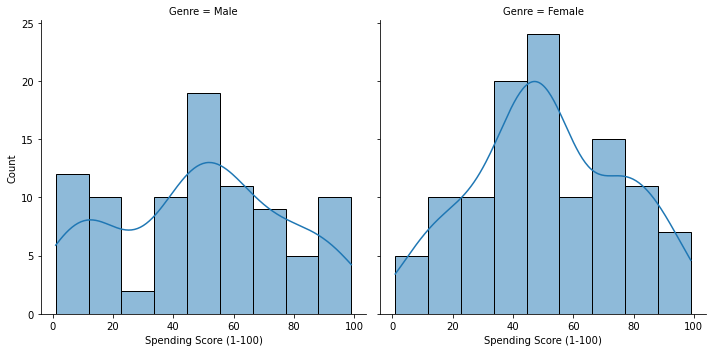 Genre = Male
Genre = Female
25
20
15
10
5
0
Count
0 20 40 60 80 100
0 20 40 60 80 100
Spending Score (1-100)
Spending Score (1-100)